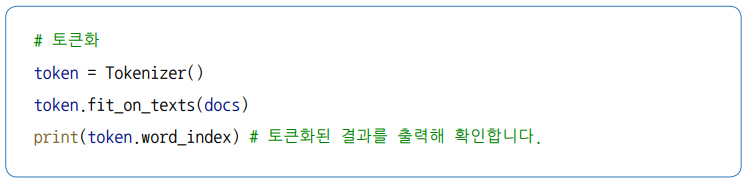 # 토큰화
token = Tokenizer()
token.fit_on_texts(docs)
print(token.word_index) # 토큰화된 결과를 출력해 확인합니다.